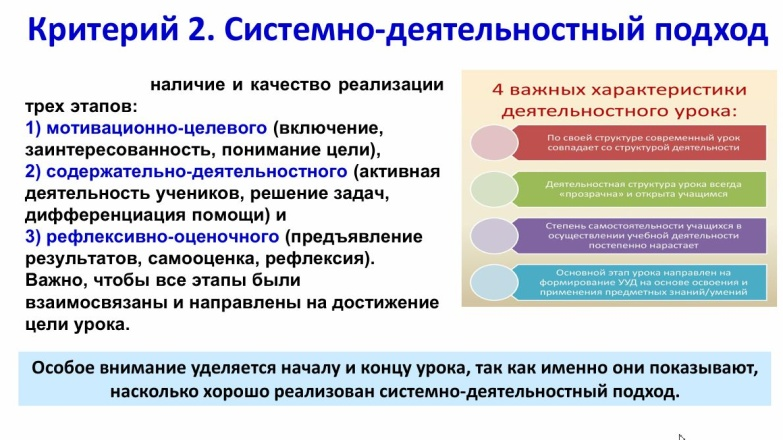 Критерий 2. Системно-деятельностный подход
наличие и качество реализации
трех этапов:
1) мотивационно-целевого (включение,
заинтересованность, понимание цели),
2) содержательно-деятельностного (активная
деятельность учеников, решение задач,
дифференциация помощи) и
3) рефлексивно-оценочного (предъявление
результатов, самооценка, рефлексия).
Важно, чтобы все этапы были
взаимосвязаны и направлены на достижение
цели урока.
4 важных характеристики
деятельностного урока:
По своей структуре современный урок
совпадает со структурой деятельности
Деятельностная структура урока всегда
«прозрачна» и открыта учащимся
Степень самостоятельности учащихся в
осуществлении учебной деятельности
постепенно нарастает
Основной этап урока направлен на
формирование УУД на основе освоения и
применения предметных знаний/умений
Особое внимание уделяется началу и концу урока, так как именно они показывают,
насколько хорошо реализован системно-деятельностный подход.